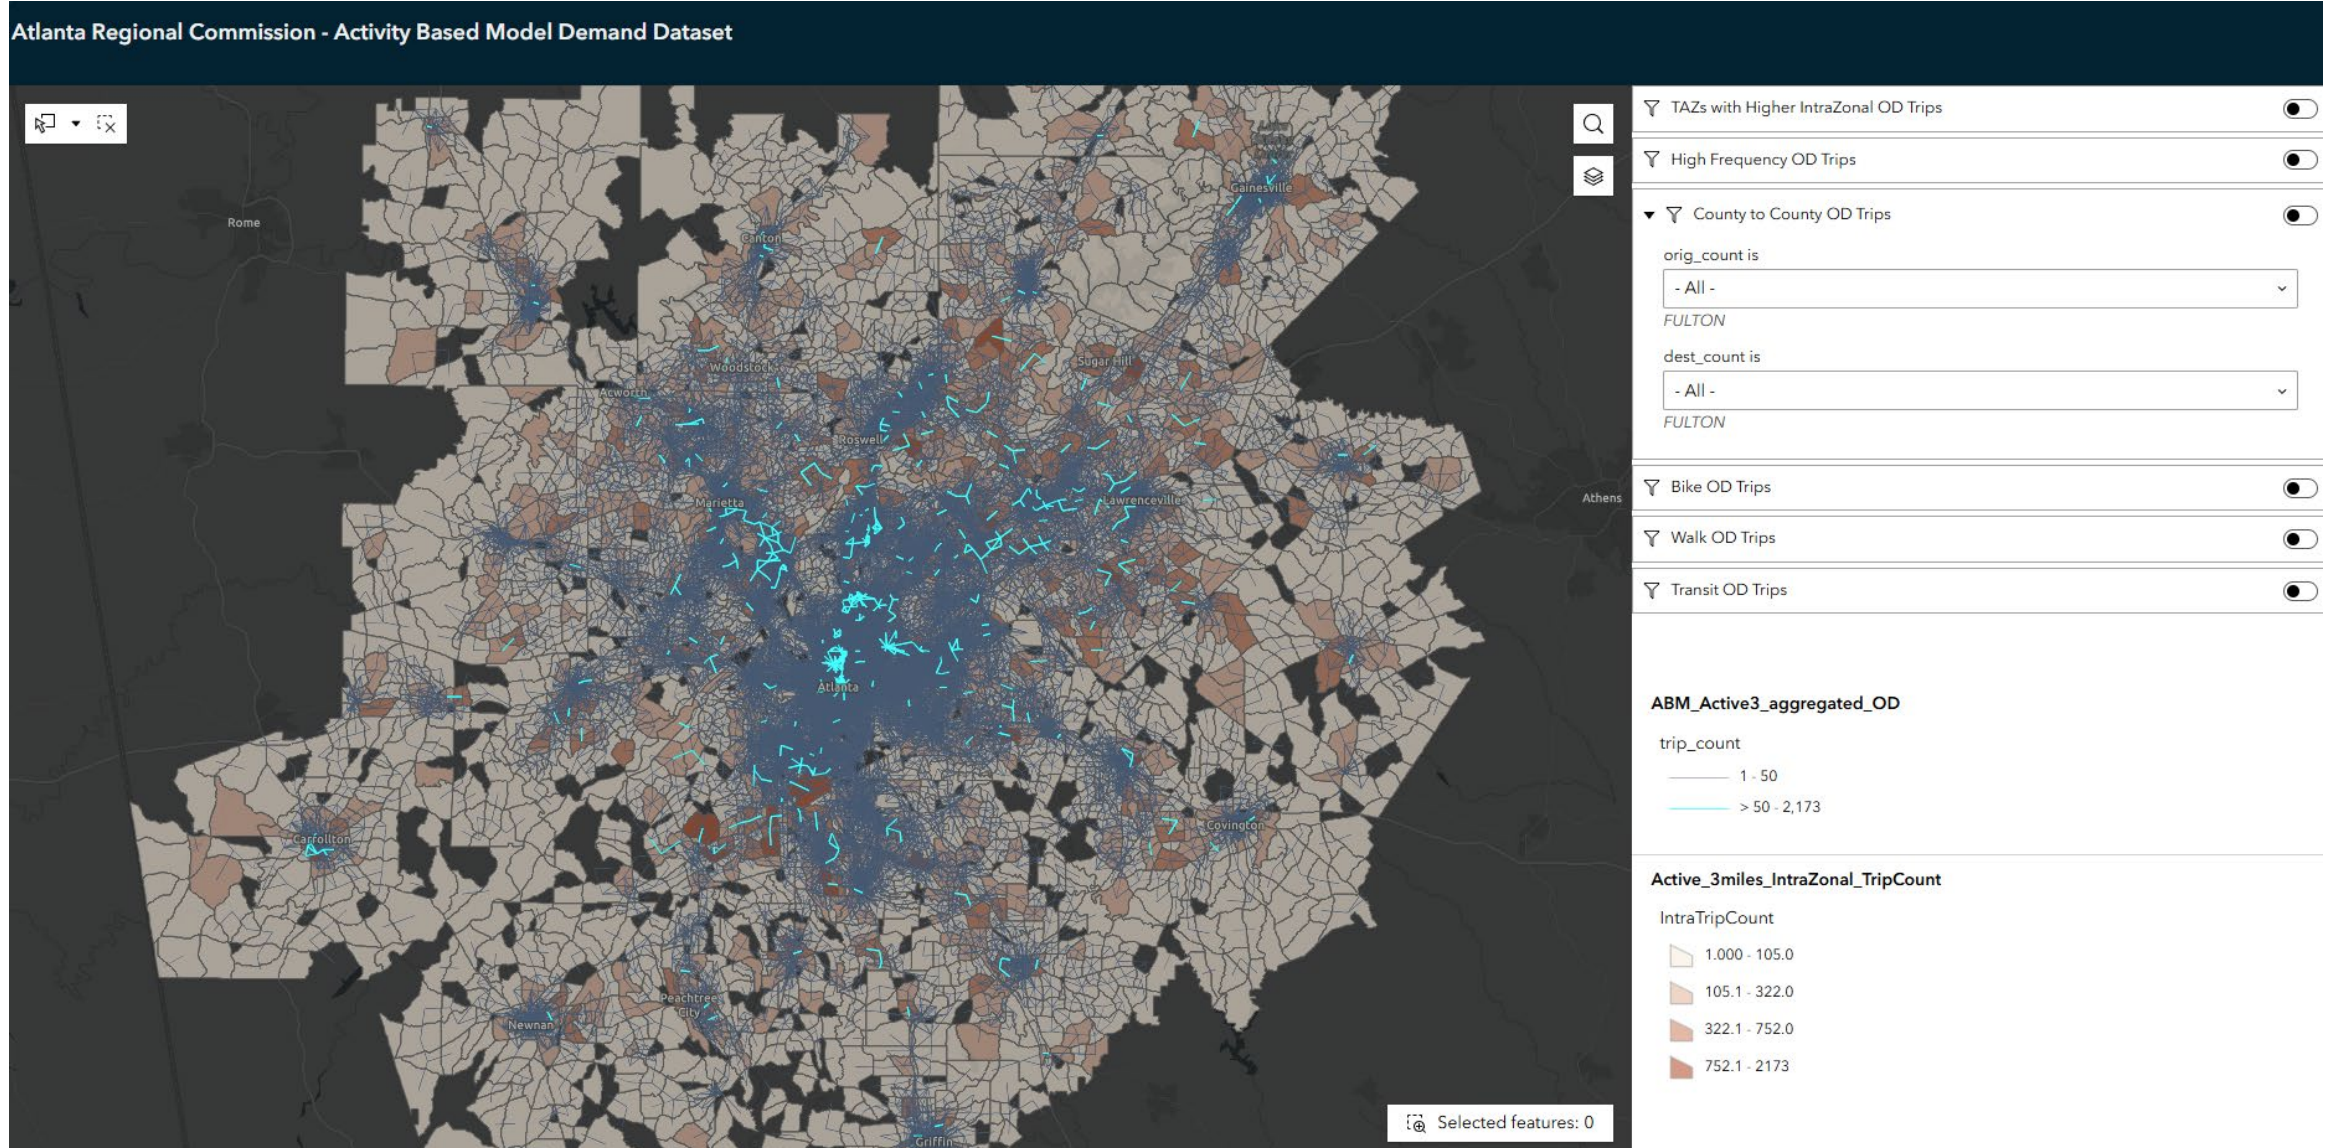 Atlanta Regional Commission - Activity Based Model Demand Dataset
Rome
Gainesville
Canton
Sugar Hill
Woodstock
Acworth
Roswell
Marietta
Lawrenceville
Athens
Atlanta
Carrollton
Covington
Peachtree
City
Newnan
Griffin
Selected features: 0
TAZs with Higher IntraZonal OD Trips
High Frequency OD Trips
County to County OD Trips
orig_count is
- All -
FULTON
dest_count is
- All -
FULTON
Bike OD Trips
Walk OD Trips
Transit OD Trips
ABM_Active3_aggregated_OD
trip_count
1 - 50
> 50 - 2,173
Active_3miles_IntraZonal_TripCount
IntraTripCount
1.000 - 105.0
105.1 - 322.0
322.1 - 752.0
752.1 - 2173